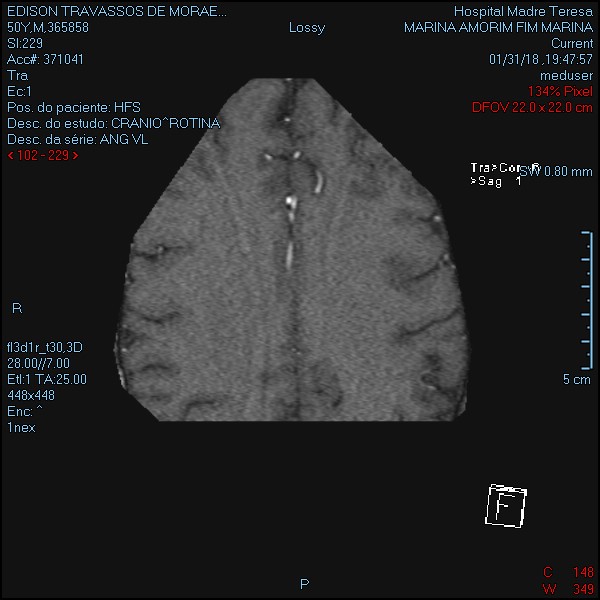 EDISON TRAVASSOS DE MORAE...
50Y,M,365858
Sl:229
Acc#: 371041
Tra
Ec:1
Pos. do paciente: HFS
Desc. do estudo: CRANIO^ROTINA
Desc. da série: ANG VL
< 102 - 229 >
Lossy
Hospital Madre Teresa
MARINA AMORIM FIM MARINA
Current
01/31/18 ,19:47:57
meduser
134% Pixel
DFOV 22.0 x 22.0 cm
SW 0.80 mm
Tra>Cor
>Sag 1
R
fl3d1r_t30,3D
28.00//7.00
Etl:1 TA:25.00
448x448
Enc: ^
1nex
5 cm
F
P
C 148
W 349